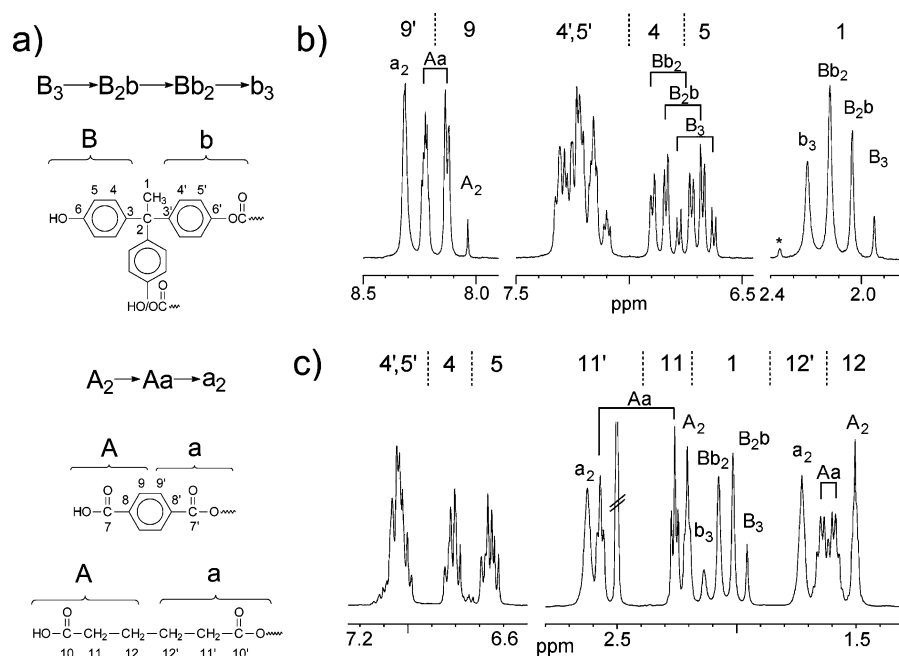 a)
B₃→B₂b→Bb₂→b₃
B b
1
5 4 CH₃ 4' 5'
HO 6 3 2 3' 6' O C O
HO/O C O
A₂→Aa→a₂
A a
9 9'
O 8 8' O
HO C C O
7 7'
A a
O O
HO C CH₂ CH₂ CH₂ CH₂ C O
10 11 12 12' 11' 10'
b)
9' 9 4',5' 4 5 1
a₂ Aa A₂
Bb₂ B₂b B₃
b₃ Bb₂ B₂b B₃
*
8.5 8.0 7.5 ppm 6.5 2.4 2.0
c)
4',5' 4 5 11' 11 1 12' 12
a₂ Aa A₂ b₃ Bb₂ B₂b B₃ a₂ Aa A₂
7.2 6.6 ppm 2.5 1.5